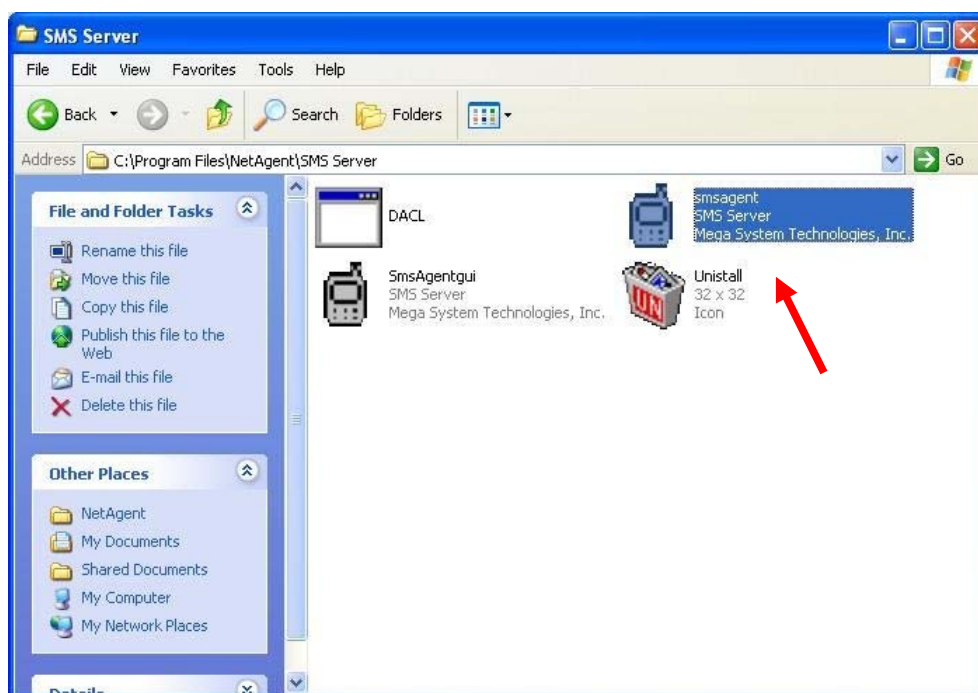 SMS Server
File Edit View Favorites Tools Help
Back Search Folders
Address C:\Program Files\NetAgent\SMS Server Go
File and Folder Tasks
Rename this file
Move this file
Copy this file
Publish this file to the
Web
E-mail this file
Delete this file
Other Places
NetAgent
My Documents
Shared Documents
My Computer
My Network Places
Details
DACL
smsagent
SMS Server
Mega System Technologies, Inc.
SmsAgentgui
SMS Server
Mega System Technologies, Inc.
UN
Unistall
32 x 32
Icon